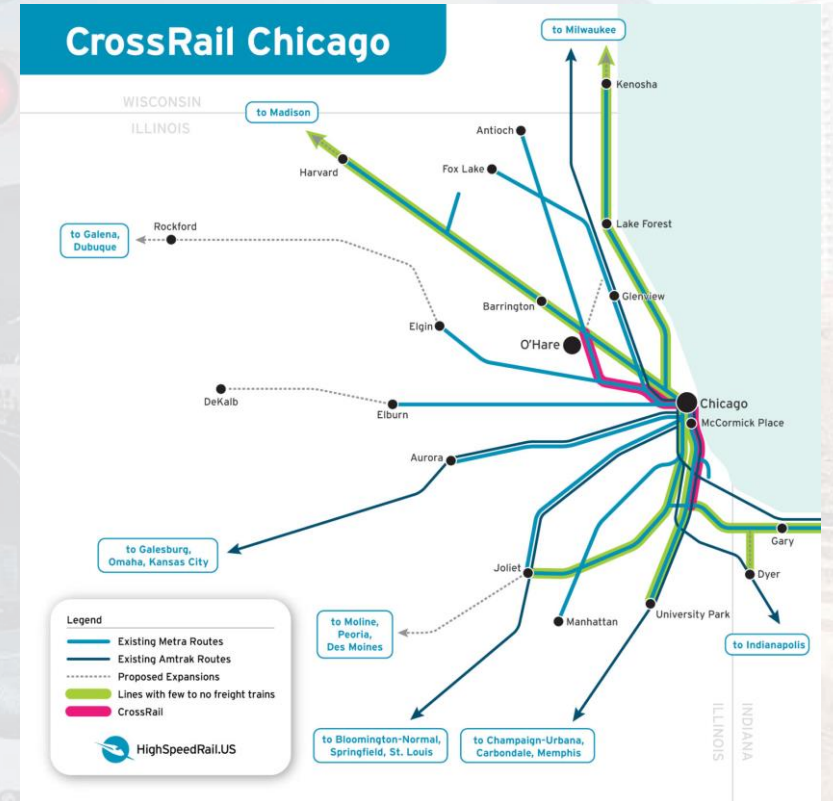 CrossRail Chicago
to Milwaukee
WISCONSIN
ILLINOIS
to Madison
Kenosha
Antioch
Harvard
Fox Lake
to Galena,
Dubuque
Rockford
Lake Forest
Barrington
Glenview
Elgin
O'Hare
DeKalb
Elburn
Chicago
McCormick Place
Aurora
to Galesburg,
Omaha, Kansas City
Gary
Joliet
Dyer
to Moline,
Peoria,
Des Moines
Manhattan
University Park
to Indianapolis
Legend
Existing Metra Routes
Existing Amtrak Routes
Proposed Expansions
Lines with few to no freight trains
CrossRail
HighSpeedRail.US
to Bloomington-Normal,
Springfield, St. Louis
to Champaign-Urbana,
Carbondale, Memphis
ILLINOIS
INDIANA